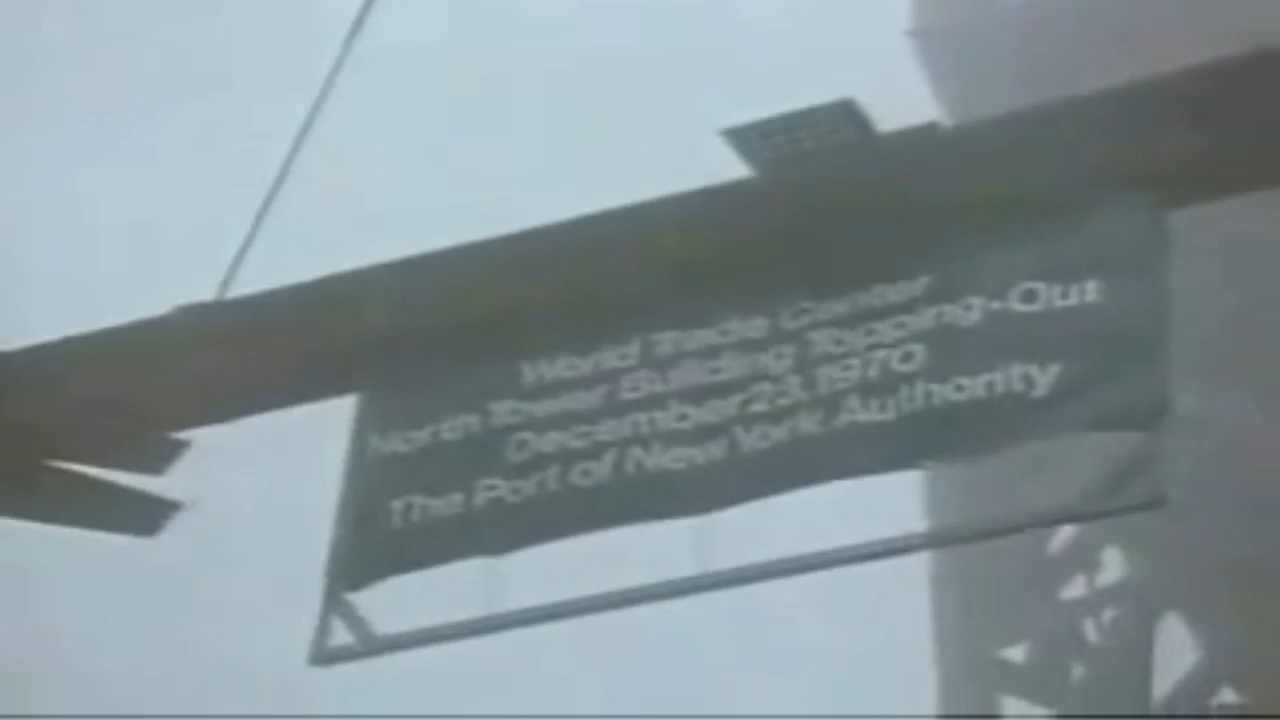 World Trade Center
North Tower Building Topping-Out
December 23, 1970
The Port of New York Authority